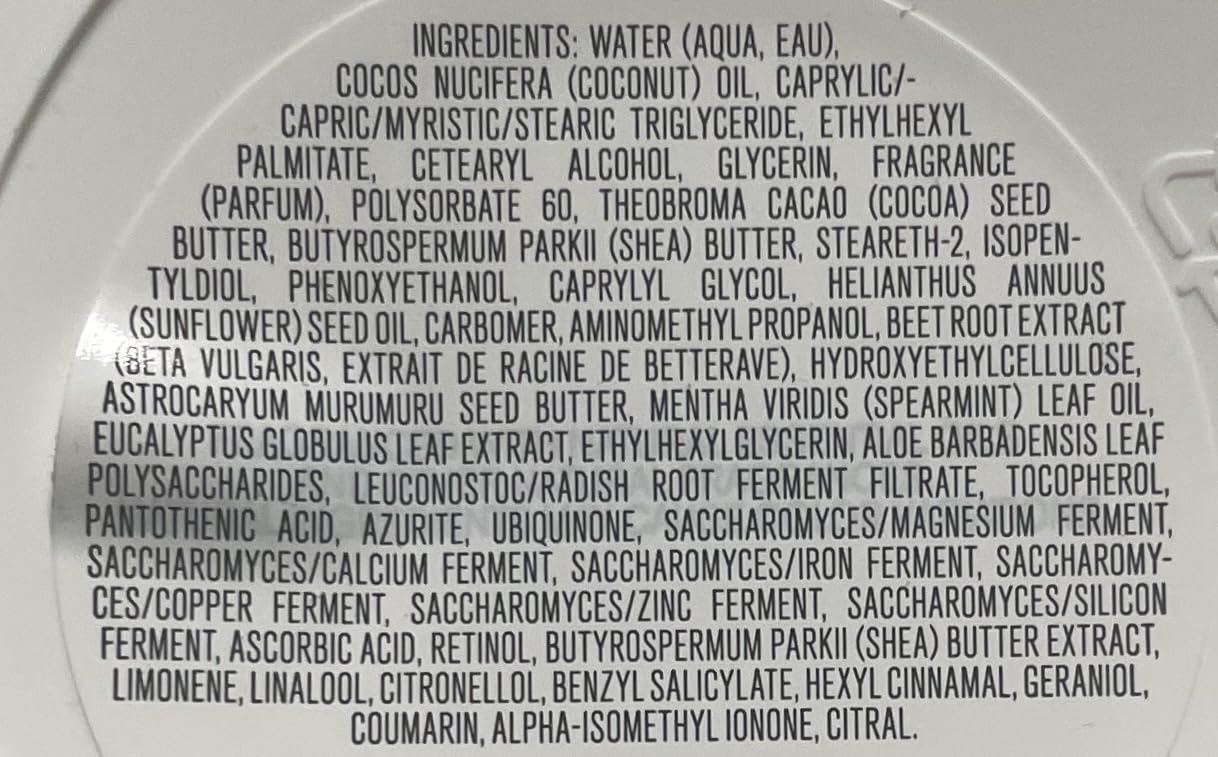 INGREDIENTS: WATER (AQUA, EAU),
COCOS NUCIFERA (COCONUT) OIL, CAPRYLIC/-
CAPRIC/MYRISTIC/STEARIC TRIGLYCERIDE, ETHYLHEXYL
PALMITATE, CETEARYL ALCOHOL, GLYCERIN, FRAGRANCE
(PARFUM), POLYSORBATE 60, THEOBROMA CACAO (COCOA) SEED
BUTTER, BUTYROSPERMUM PARKII (SHEA) BUTTER, STEARETH-2, ISOPEN-
TYLDIOL, PHENOXYETHANOL, CAPRYLYL GLYCOL, HELIANTHUS ANNUUS
(SUNFLOWER) SEED OIL, CARBOMER, AMINOMETHYL PROPANOL, BEET ROOT EXTRACT
(BETA VULGARIS, EXTRAIT DE RACINE DE BETTERAVE), HYDROXYETHYLCELLULOSE,
ASTROCARYUM MURUMURU SEED BUTTER, MENTHA VIRIDIS (SPEARMINT) LEAF OIL,
EUCALYPTUS GLOBULUS LEAF EXTRACT, ETHYLHEXYLGLYCERIN, ALOE BARBADENSIS LEAF
POLYSACCHARIDES, LEUCONOSTOC/RADISH ROOT FERMENT FILTRATE, TOCOPHEROL,
PANTOTHENIC ACID, AZURITE, UBIQUINONE, SACCHAROMYCES/MAGNESIUM FERMENT,
SACCHAROMYCES/CALCIUM FERMENT, SACCHAROMYCES/IRON FERMENT, SACCHAROMY-
CES/COPPER FERMENT, SACCHAROMYCES/ZINC FERMENT, SACCHAROMYCES/SILICON
FERMENT, ASCORBIC ACID, RETINOL, BUTYROSPERMUM PARKII (SHEA) BUTTER EXTRACT,
LIMONENE, LINALOOL, CITRONELLOL, BENZYL SALICYLATE, HEXYL CINNAMAL, GERANIOL,
COUMARIN, ALPHA-ISOMETHYL IONONE, CITRAL.